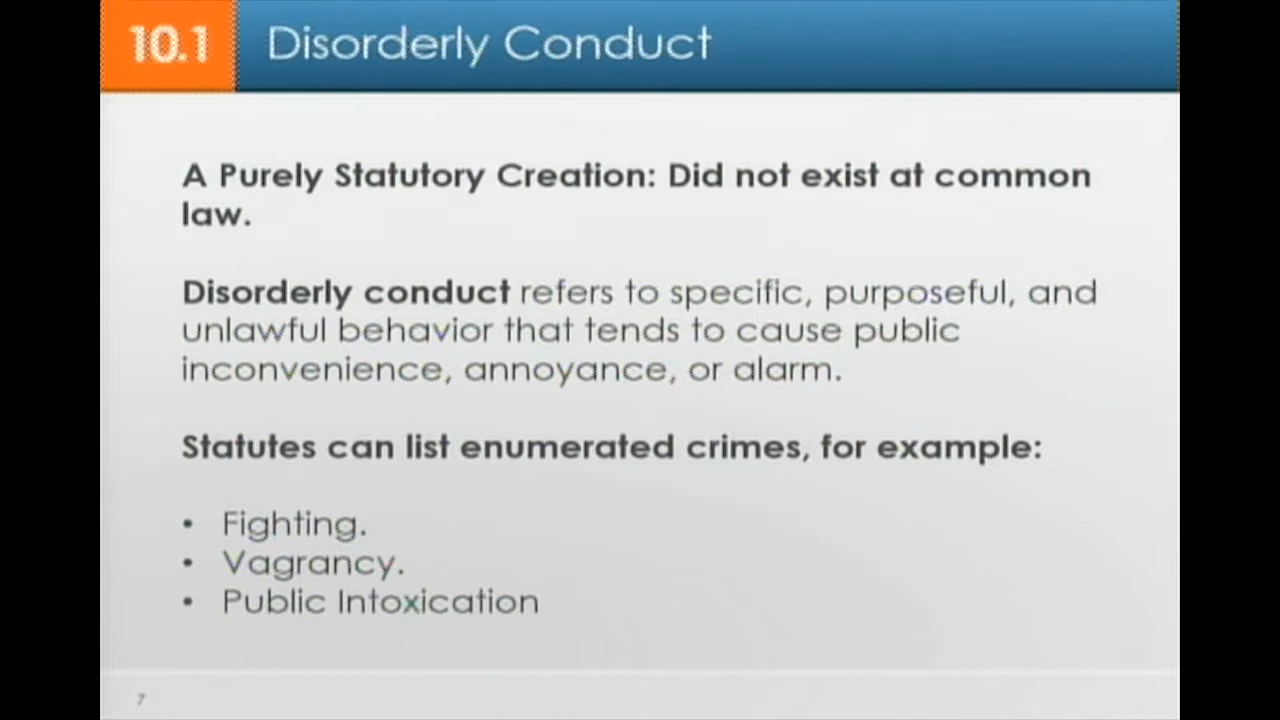 10.1 Disorderly Conduct
A Purely Statutory Creation: Did not exist at common
law.
Disorderly conduct refers to specific, purposeful, and
unlawful behavior that tends to cause public
inconvenience, annoyance, or alarm.
Statutes can list enumerated crimes, for example:
• Fighting.
• Vagrancy.
• Public Intoxication
7